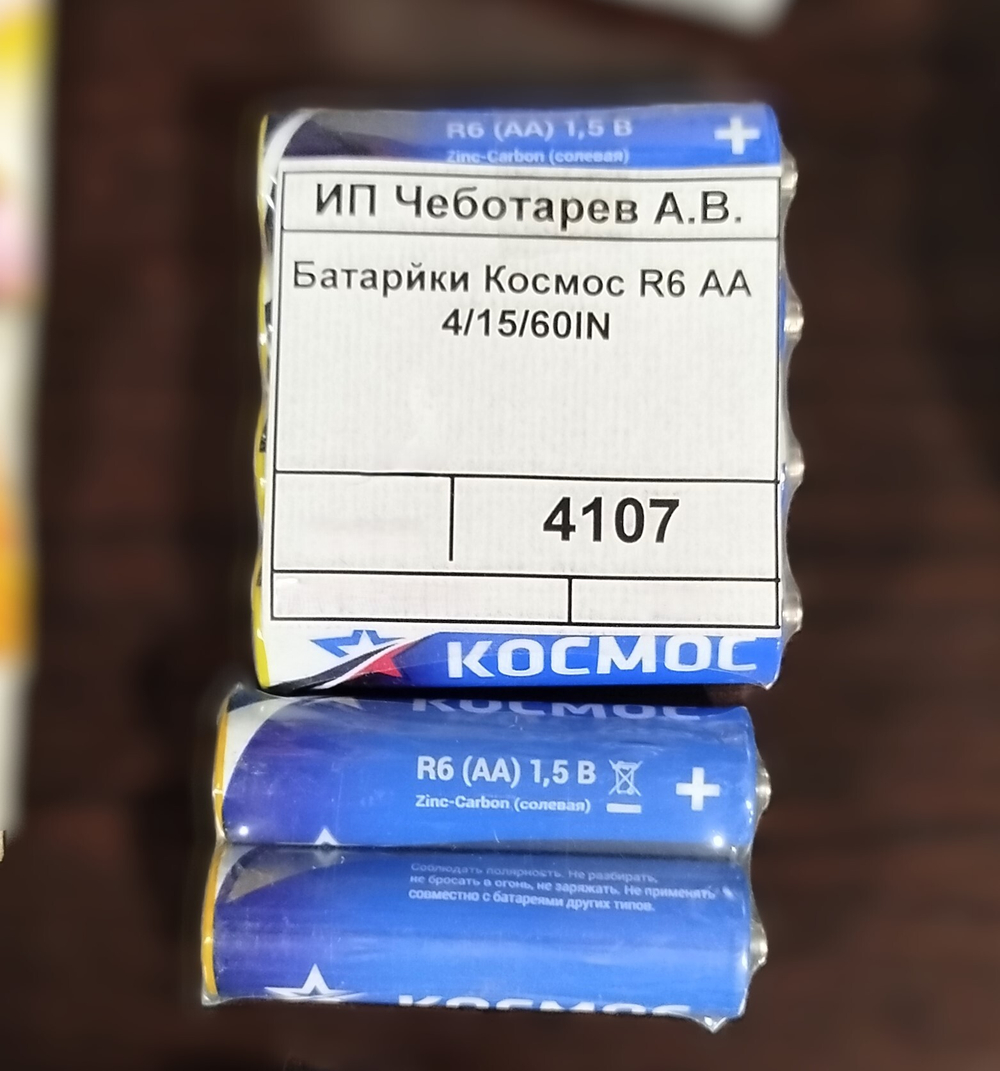 R6 (AA) 1,5 В
Zinc-Carbon (солевая)
ИП Чеботарев А.В.
Батарйки Космос R6 AA
4/15/60IN
4107
КОСМОС
КОСМОС
R6 (AA) 1,5 В
Zinc-Carbon (солевая)
Соблюдать полярность. Не разбирать,
не бросать в огонь, не заряжать. Не применять
совместно с батареями других типов.
КОСМОС